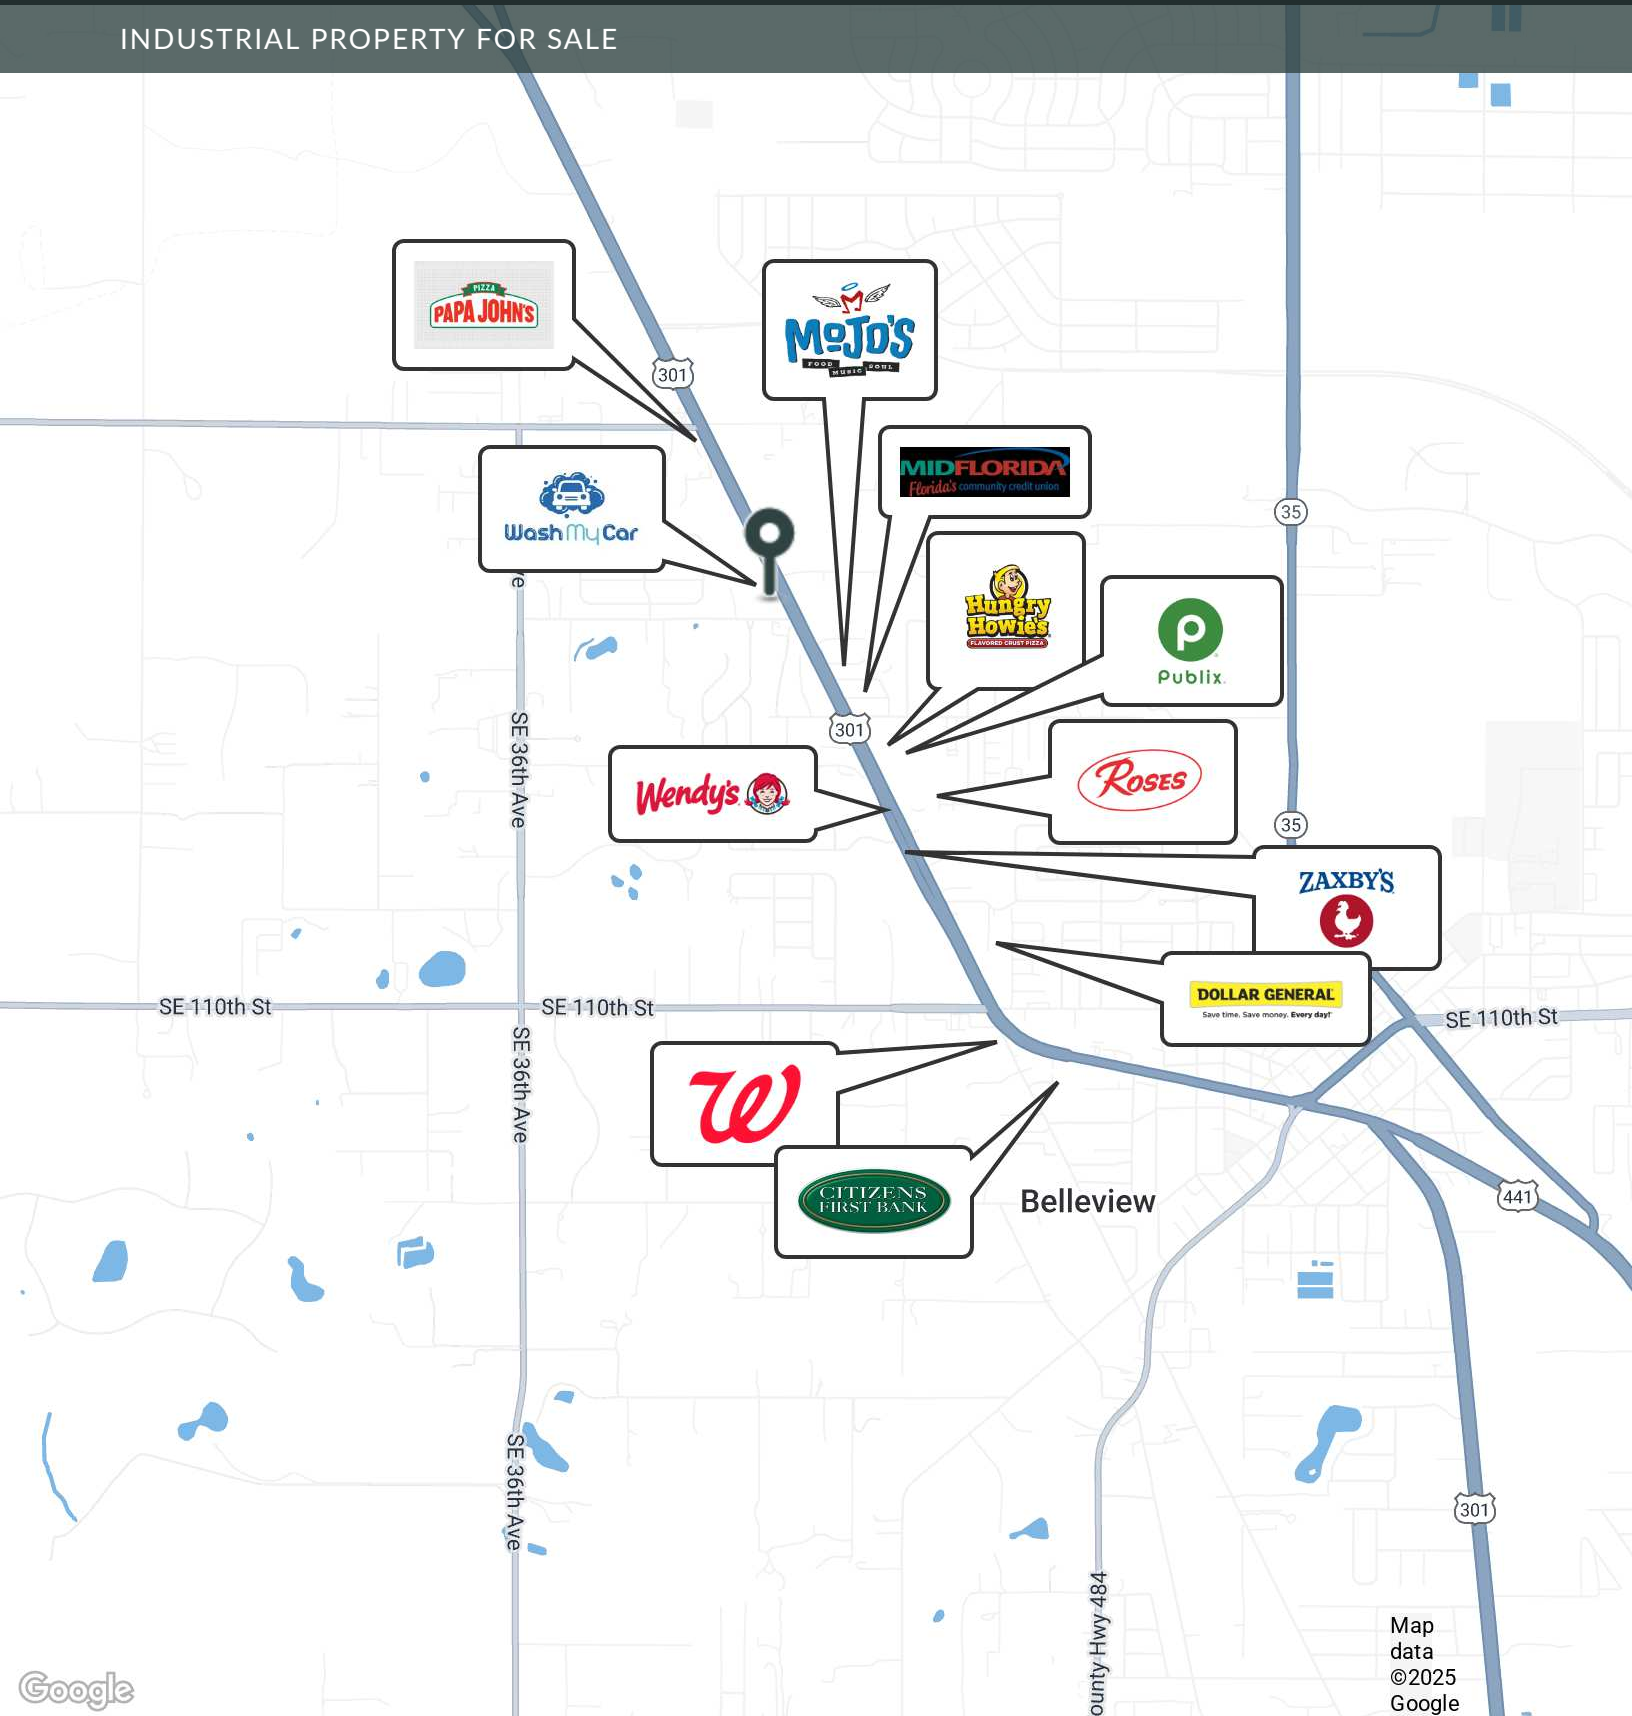 INDUSTRIAL PROPERTY FOR SALE
PIZZA
PAPA JOHN'S
301
MOJO'S
FOOD
MUSIC
SOUL
MIDFLORIDA
Florida's community credit union
Wash My Car
35
ve
Hungry
Howie's
FLAVORED CRUST PIZZA
Publix
SE 36th Ave
301
Wendy's
ROSES
35
ZAXBY'S
DOLLAR GENERAL
Save time. Save money. Every day!
SE 110th St
SE 110th St
SE 110th St
SE 36th Ave
W
CITIZENS
FIRST BANK
Belleview
441
SE 36th Ave
301
ounty Hwy 484
Map
data
©2025
Google
Google